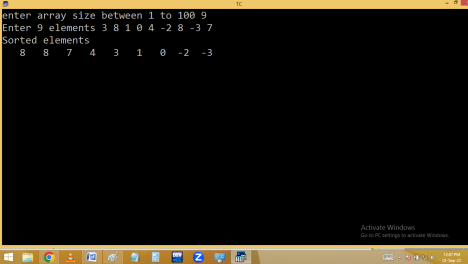 TC
enter array size between 1 to 100 9
Enter 9 elements 3 8 1 0 4 -2 8 -3 7
Sorted elements
8 8 7 4 3 1 0 -2 -3
Activate Windows
Go to PC settings to activate Windows.